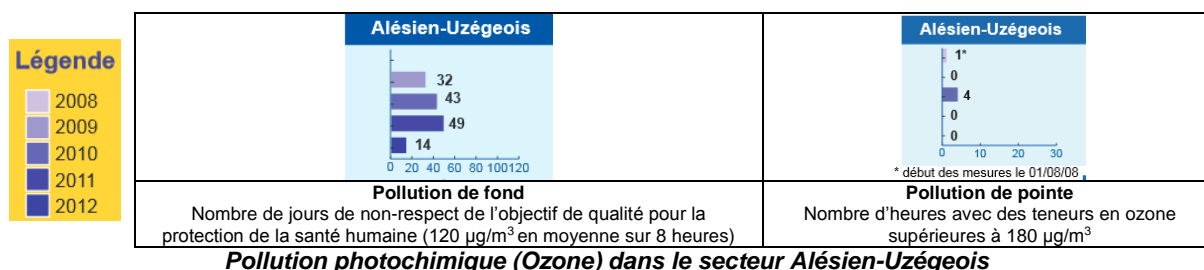 Légende
2008
2009
2010
2011
2012
Alésien-Uzégeois
32
43
49
14
0 20 40 60 80 100120
Pollution de fond
Nombre de jours de non-respect de l'objectif de qualité pour la
protection de la santé humaine (120 µg/m³ en moyenne sur 8 heures)
Alésien-Uzégeois
1*
0
4
0
0
0 10 20 30
* début des mesures le 01/08/08
Pollution de pointe
Nombre d'heures avec des teneurs en ozone
supérieures à 180 µg/m³
Pollution photochimique (Ozone) dans le secteur Alésien-Uzégeois